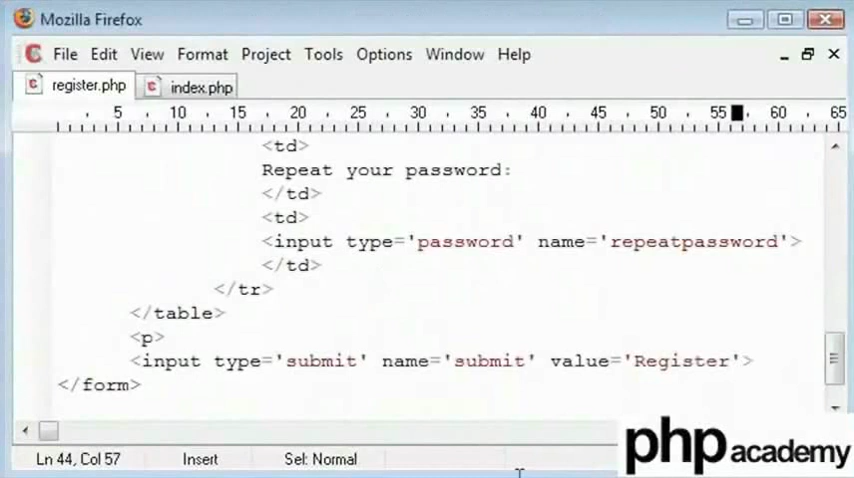 Mozilla Firefox
File Edit View Format Project Tools Options Window Help
register.php index.php
5 10 15 20 25 30 35 40 45 50 55 60 65
<td>
Repeat your password:
</td>
<td>
<input type='password' name='repeatpassword'>
</td>
</tr>
</table>
<p>
<input type='submit' name='submit' value='Register'>
</form>
Ln 44, Col 57 Insert Sel: Normal
php academy